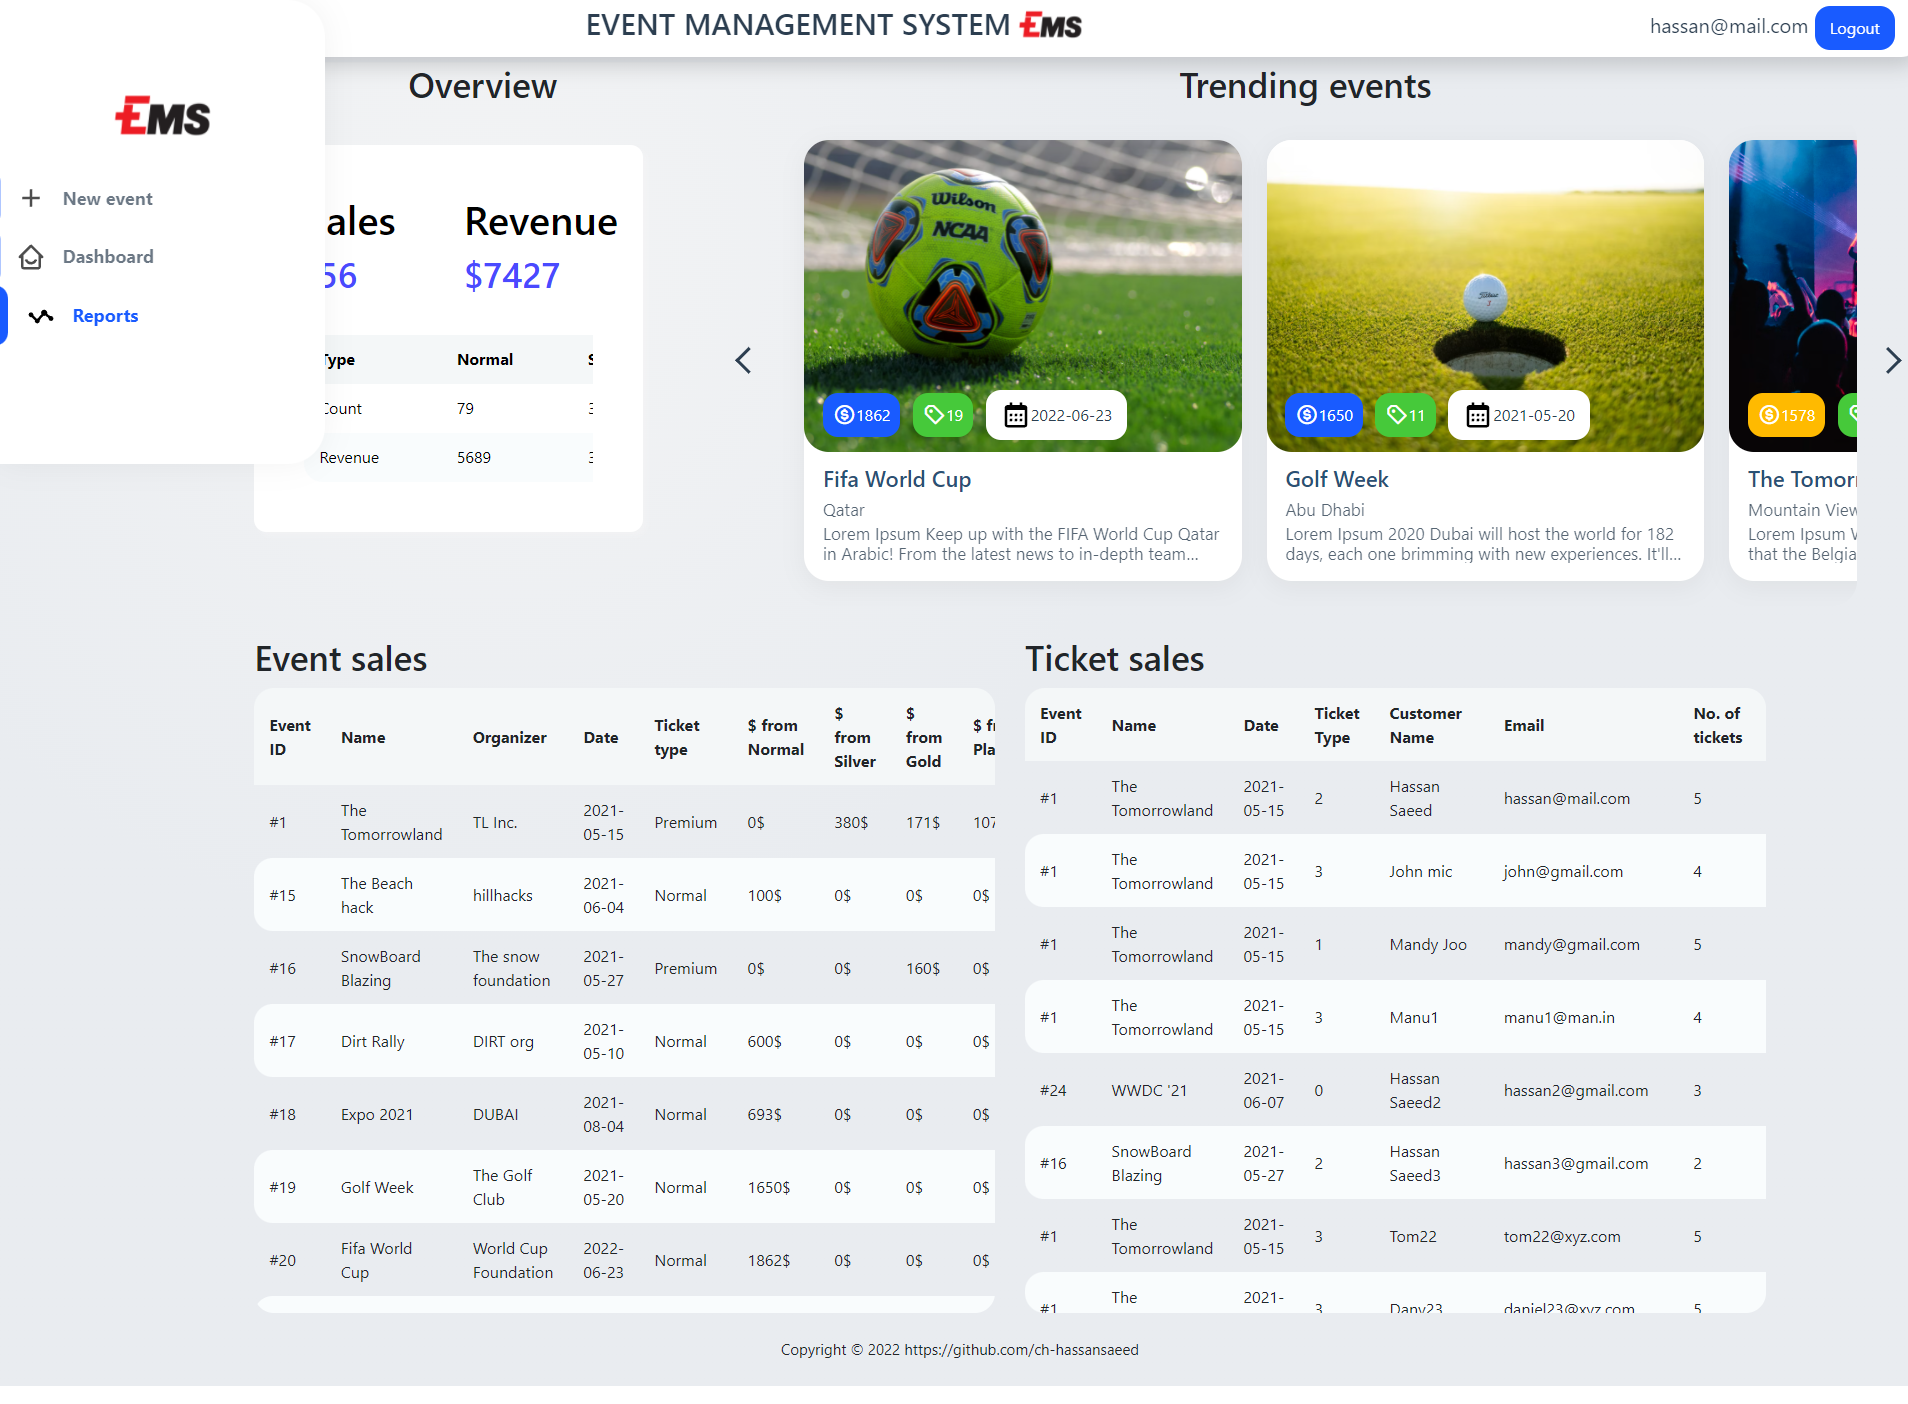 EVENT MANAGEMENT SYSTEM EMS
hassan@mail.com
Logout
EMS
New event
Dashboard
Reports
Overview
ales
Revenue
56
$7427
Type Normal
Count 79
Revenue 5689
Trending events
Wilson
NCAA
1862
19
2022-06-23
Fifa World Cup
Qatar
Lorem Ipsum Keep up with the FIFA World Cup Qatar
in Arabic! From the latest news to in-depth team...
Titleist
1650
11
2021-05-20
Golf Week
Abu Dhabi
Lorem Ipsum 2020 Dubai will host the world for 182
days, each one brimming with new experiences. It'll...
1578
The Tomorr
Mountain View
Lorem Ipsum
that the Belgia
Event sales
Event ID Name Organizer Date Ticket type $ from Normal $ from Silver $ from Gold $ fr Pla
#1 The Tomorrowland TL Inc. 2021-05-15 Premium 0$ 380$ 171$ 107
#15 The Beach hack hillhacks 2021-06-04 Normal 100$ 0$ 0$ 0$
#16 SnowBoard Blazing The snow foundation 2021-05-27 Premium 0$ 0$ 160$ 0$
#17 Dirt Rally DIRT org 2021-05-10 Normal 600$ 0$ 0$ 0$
#18 Expo 2021 DUBAI 2021-08-04 Normal 693$ 0$ 0$ 0$
#19 Golf Week The Golf Club 2021-05-20 Normal 1650$ 0$ 0$ 0$
#20 Fifa World Cup World Cup Foundation 2022-06-23 Normal 1862$ 0$ 0$ 0$
Ticket sales
Event ID Name Date Ticket Type Customer Name Email No. of tickets
#1 The Tomorrowland 2021-05-15 2 Hassan Saeed hassan@mail.com 5
#1 The Tomorrowland 2021-05-15 3 John mic john@gmail.com 4
#1 The Tomorrowland 2021-05-15 1 Mandy Joo mandy@gmail.com 5
#1 The Tomorrowland 2021-05-15 3 Manu1 manu1@man.in 4
#24 WWDC '21 2021-06-07 0 Hassan Saeed2 hassan2@gmail.com 3
#16 SnowBoard Blazing 2021-05-27 2 Hassan Saeed3 hassan3@gmail.com 2
#1 The Tomorrowland 2021-05-15 3 Tom22 tom22@xyz.com 5
#1 The 2021- 3 Dany23 daniel23@xyz.com 5
Copyright © 2022 https://github.com/ch-hassansaeed